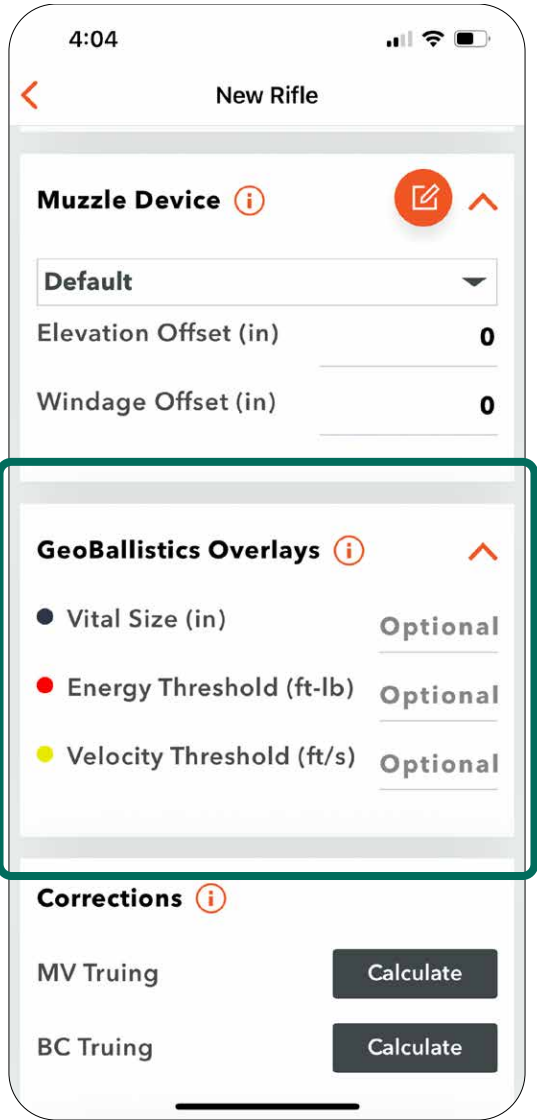 4:04
New Rifle
Muzzle Device
Default
Elevation Offset (in) 0
Windage Offset (in) 0
GeoBallistics Overlays
Vital Size (in) Optional
Energy Threshold (ft-lb) Optional
Velocity Threshold (ft/s) Optional
Corrections
MV Truing Calculate
BC Truing Calculate